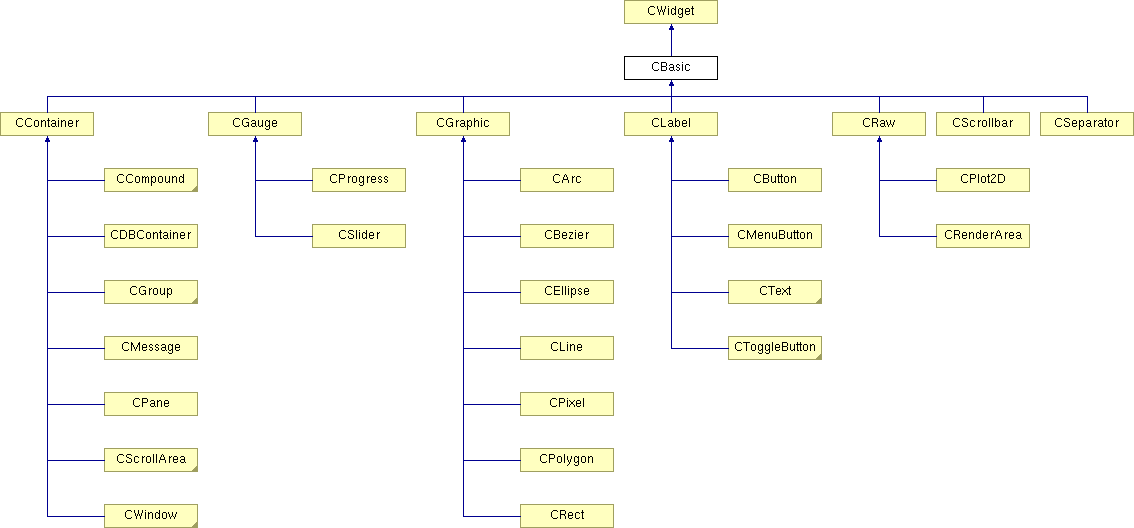 CWidget
CBasic
CContainer
CGauge
CGraphic
CLabel
CRaw
CScrollbar
CSeparator
CCompound
CProgress
CArc
CButton
CPlot2D
CDBContainer
CSlider
CBezier
CMenuButton
CRenderArea
CGroup
CEllipse
CText
CMessage
CLine
CToggleButton
CPane
CPixel
CScrollArea
CPolygon
CWindow
CRect